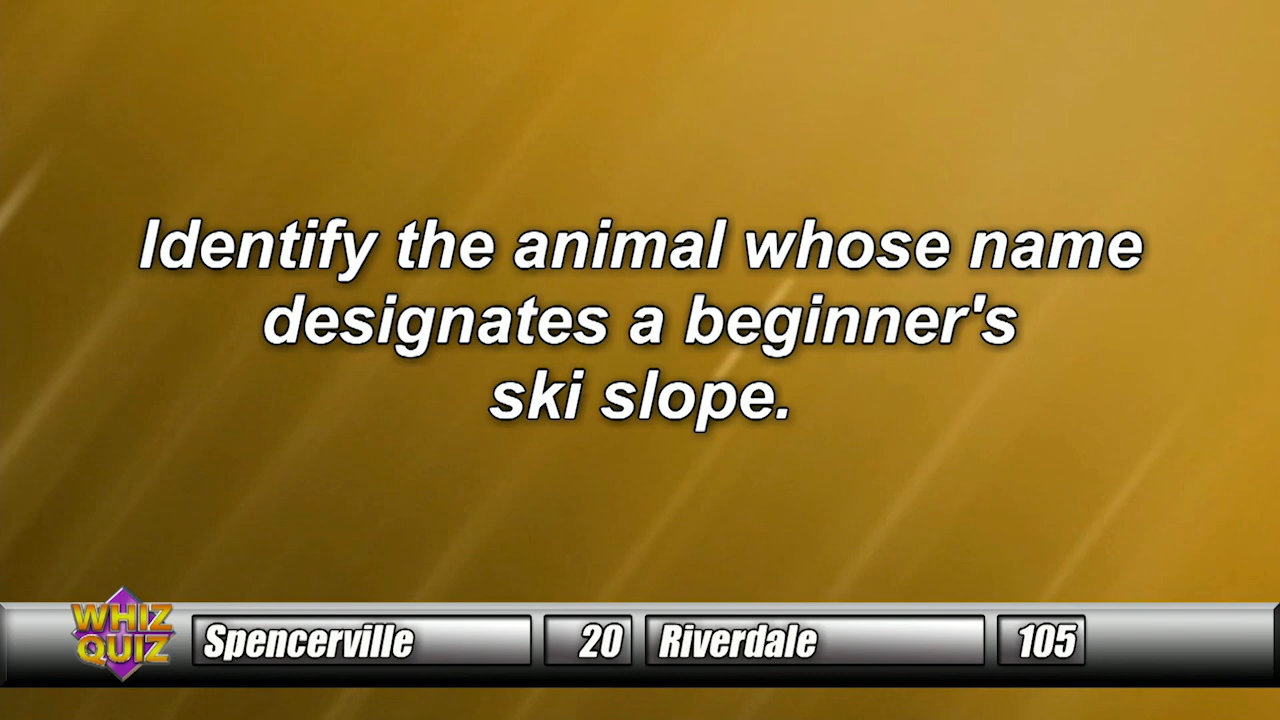 Identify the animal whose name
designates a beginner's
ski slope.
WHIZ
QUIZ
Spencerville 20 Riverdale 105